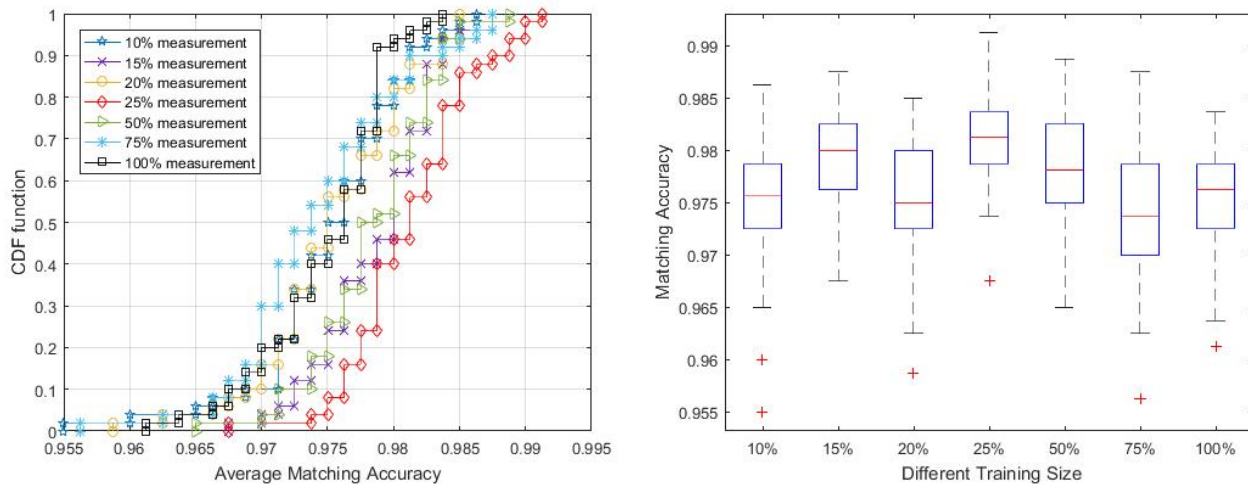 1
0.9
0.8
0.7
0.6
0.5
0.4
0.3
0.2
0.1
0
CDF function
10% measurement
15% measurement
20% measurement
25% measurement
50% measurement
75% measurement
100% measurement
0.955 0.96 0.965 0.97 0.975 0.98 0.985 0.99 0.995
Average Matching Accuracy
0.99
0.985
0.98
0.975
0.97
0.965
0.96
0.955
Matching Accuracy
10% 15% 20% 25% 50% 75% 100%
Different Training Size